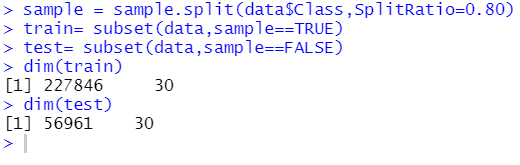 > sample = sample.split(data$Class,SplitRatio=0.80)
> train= subset(data,sample==TRUE)
> test= subset(data,sample==FALSE)
> dim(train)
[1] 227846     30
> dim(test)
[1] 56961    30
>